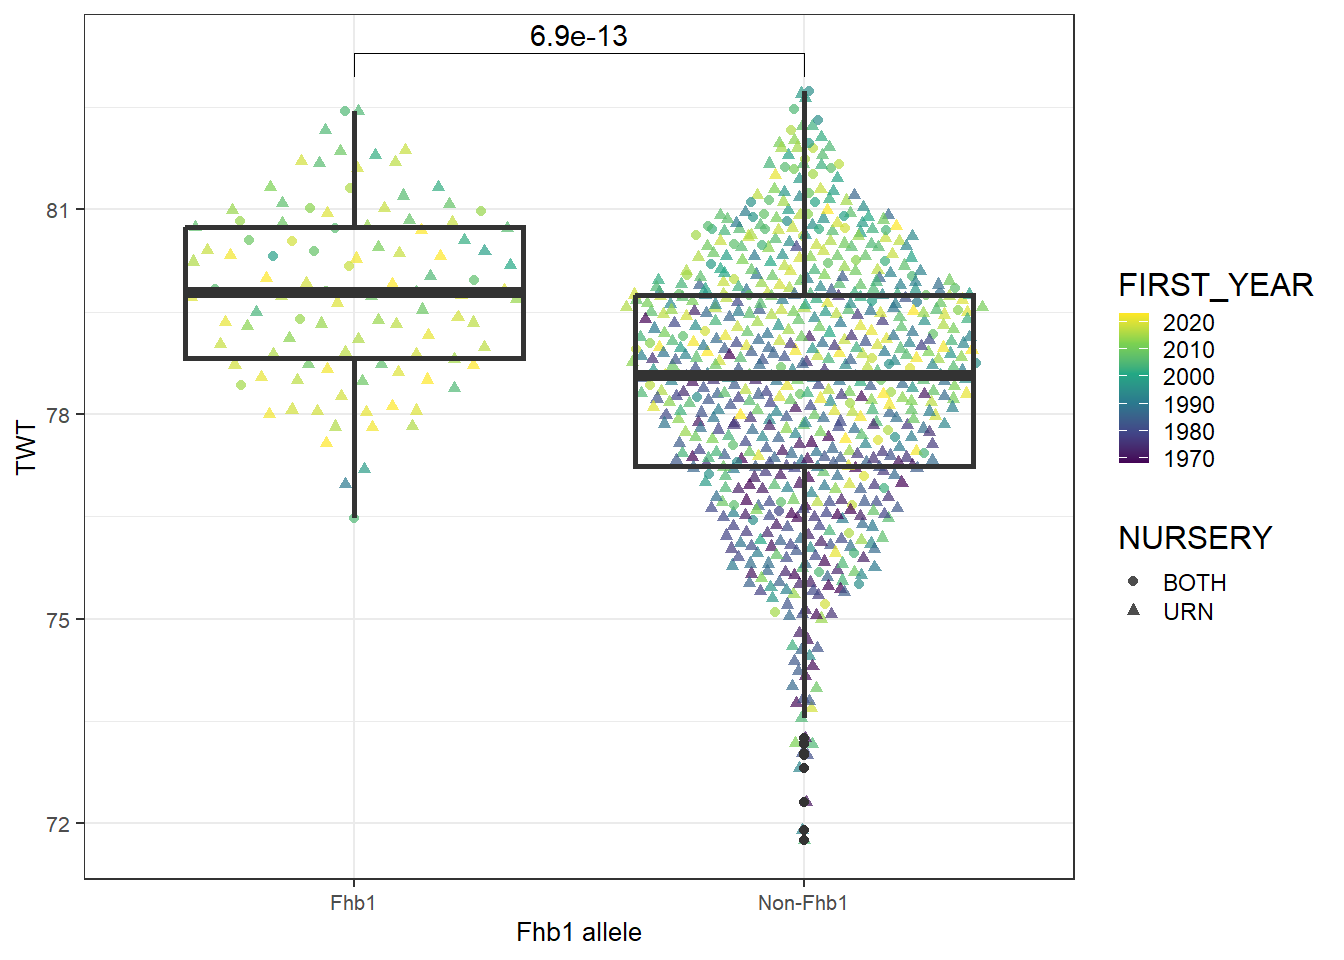 6.9e-13
81
78
75
72
TWT
Fhb1
Non-Fhb1
Fhb1 allele
FIRST_YEAR
2020
2010
2000
1990
1980
1970
NURSERY
BOTH
URN